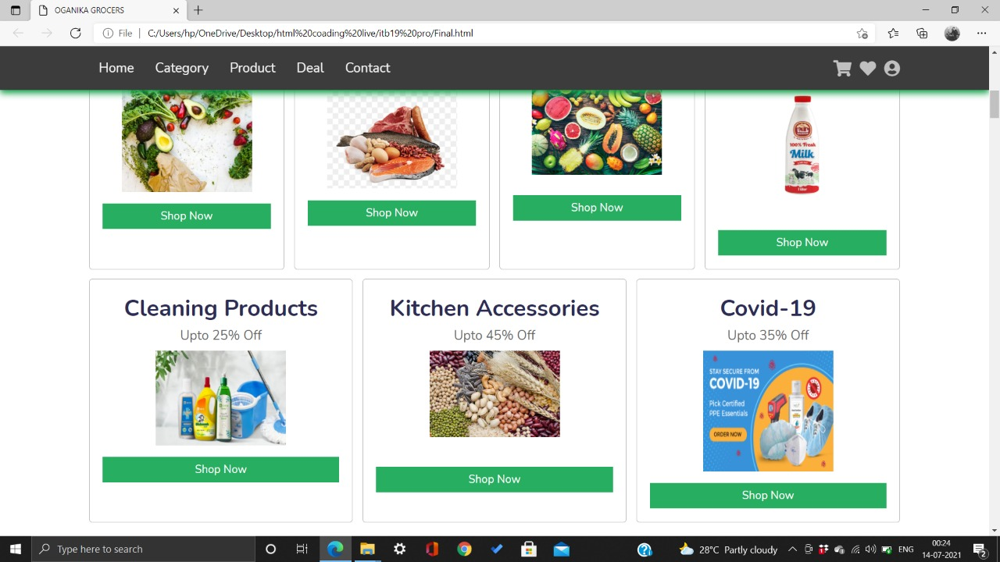 OGANIKA GROCERS
File
C:/Users/hp/OneDrive/Desktop/html%20coading%20live/itb19%20pro/Final.html
Home Category Product Deal Contact
100% Fresh
Milk
Shop Now
Shop Now
Shop Now
Shop Now
Cleaning Products
Upto 25% Off
Shop Now
Kitchen Accessories
Upto 45% Off
Shop Now
Covid-19
Upto 35% Off
STAY SECURE FROM
COVID-19
Pick Certified
PPE Essentials
ORDER NOW
Shop Now
Type here to search
28°C Partly cloudy
ENG
00:24
14-07-2021
2